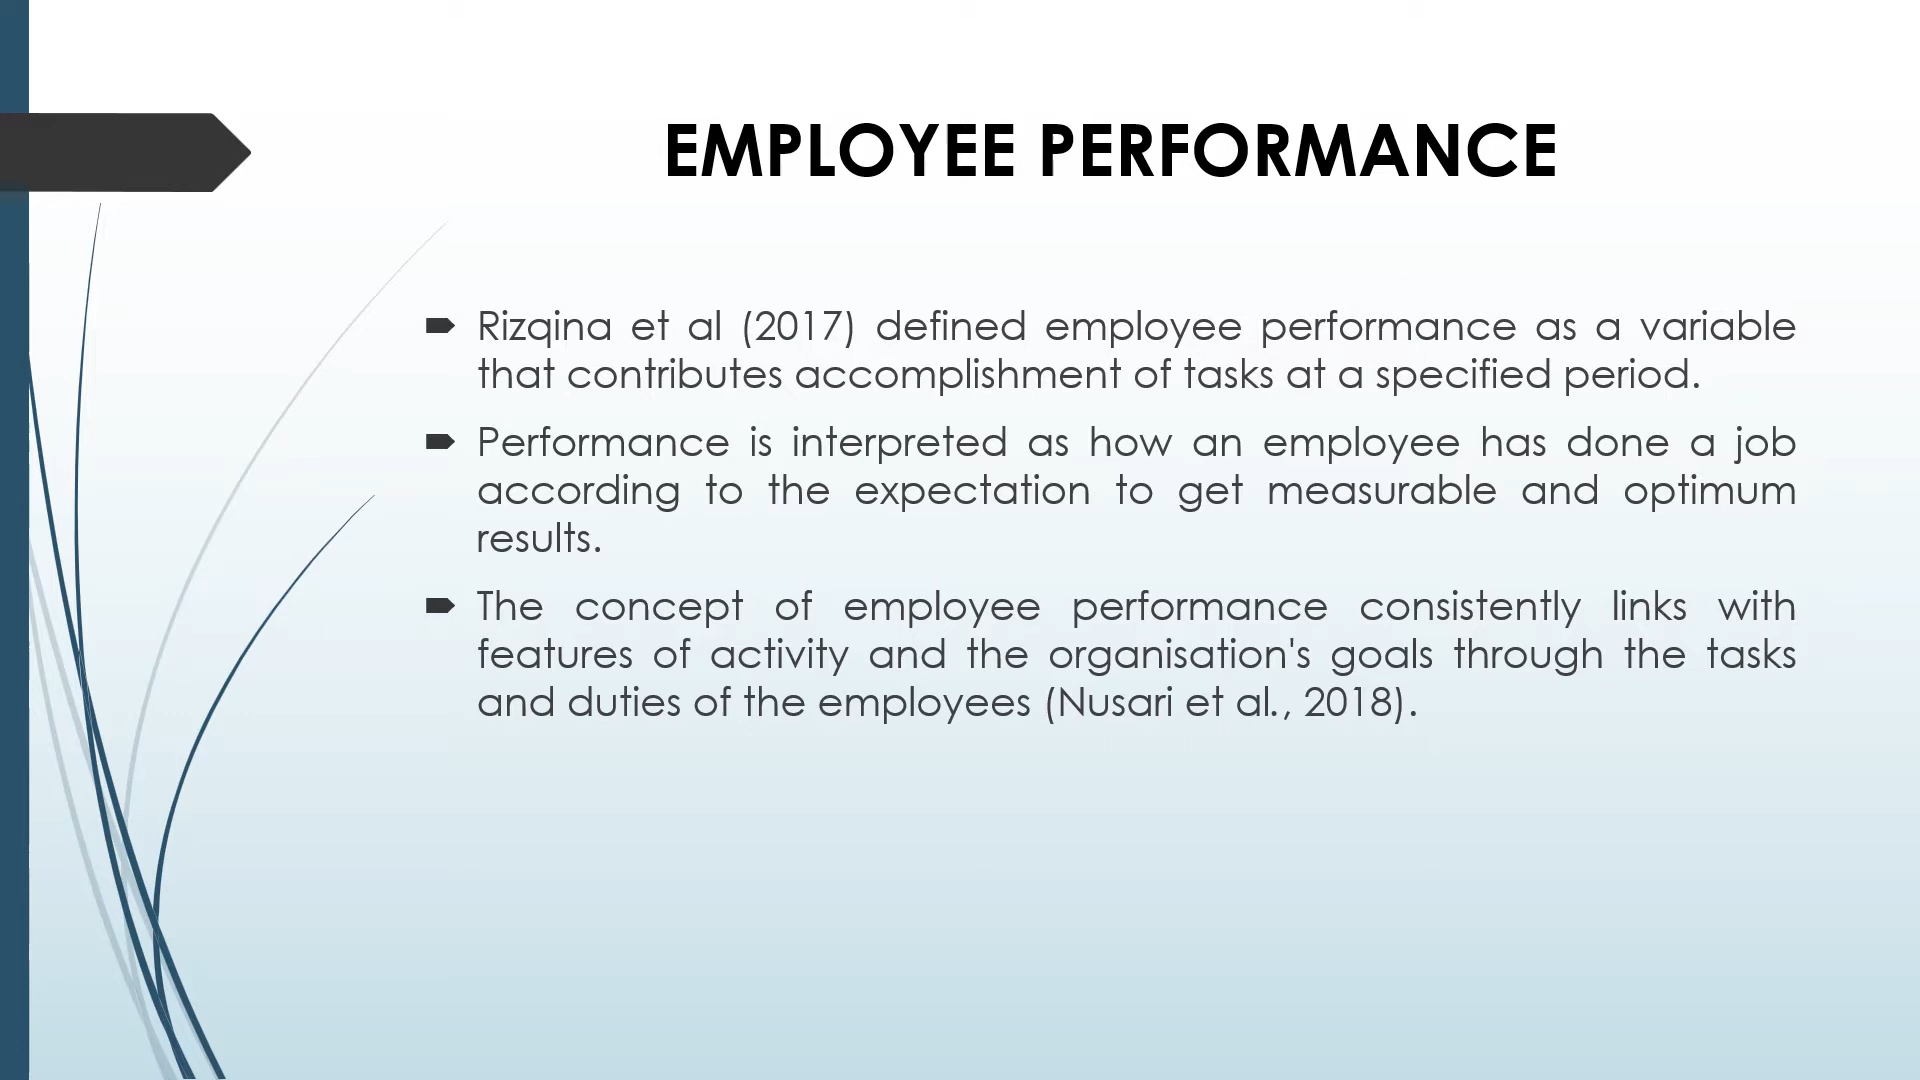 EMPLOYEE PERFORMANCE
Rizqina et al (2017) defined employee performance as a variable
that contributes accomplishment of tasks at a specified period.
Performance is interpreted as how an employee has done a job
according to the expectation to get measurable and optimum
results.
The concept of employee performance consistently links with
features of activity and the organisation's goals through the tasks
and duties of the employees (Nusari et al., 2018).